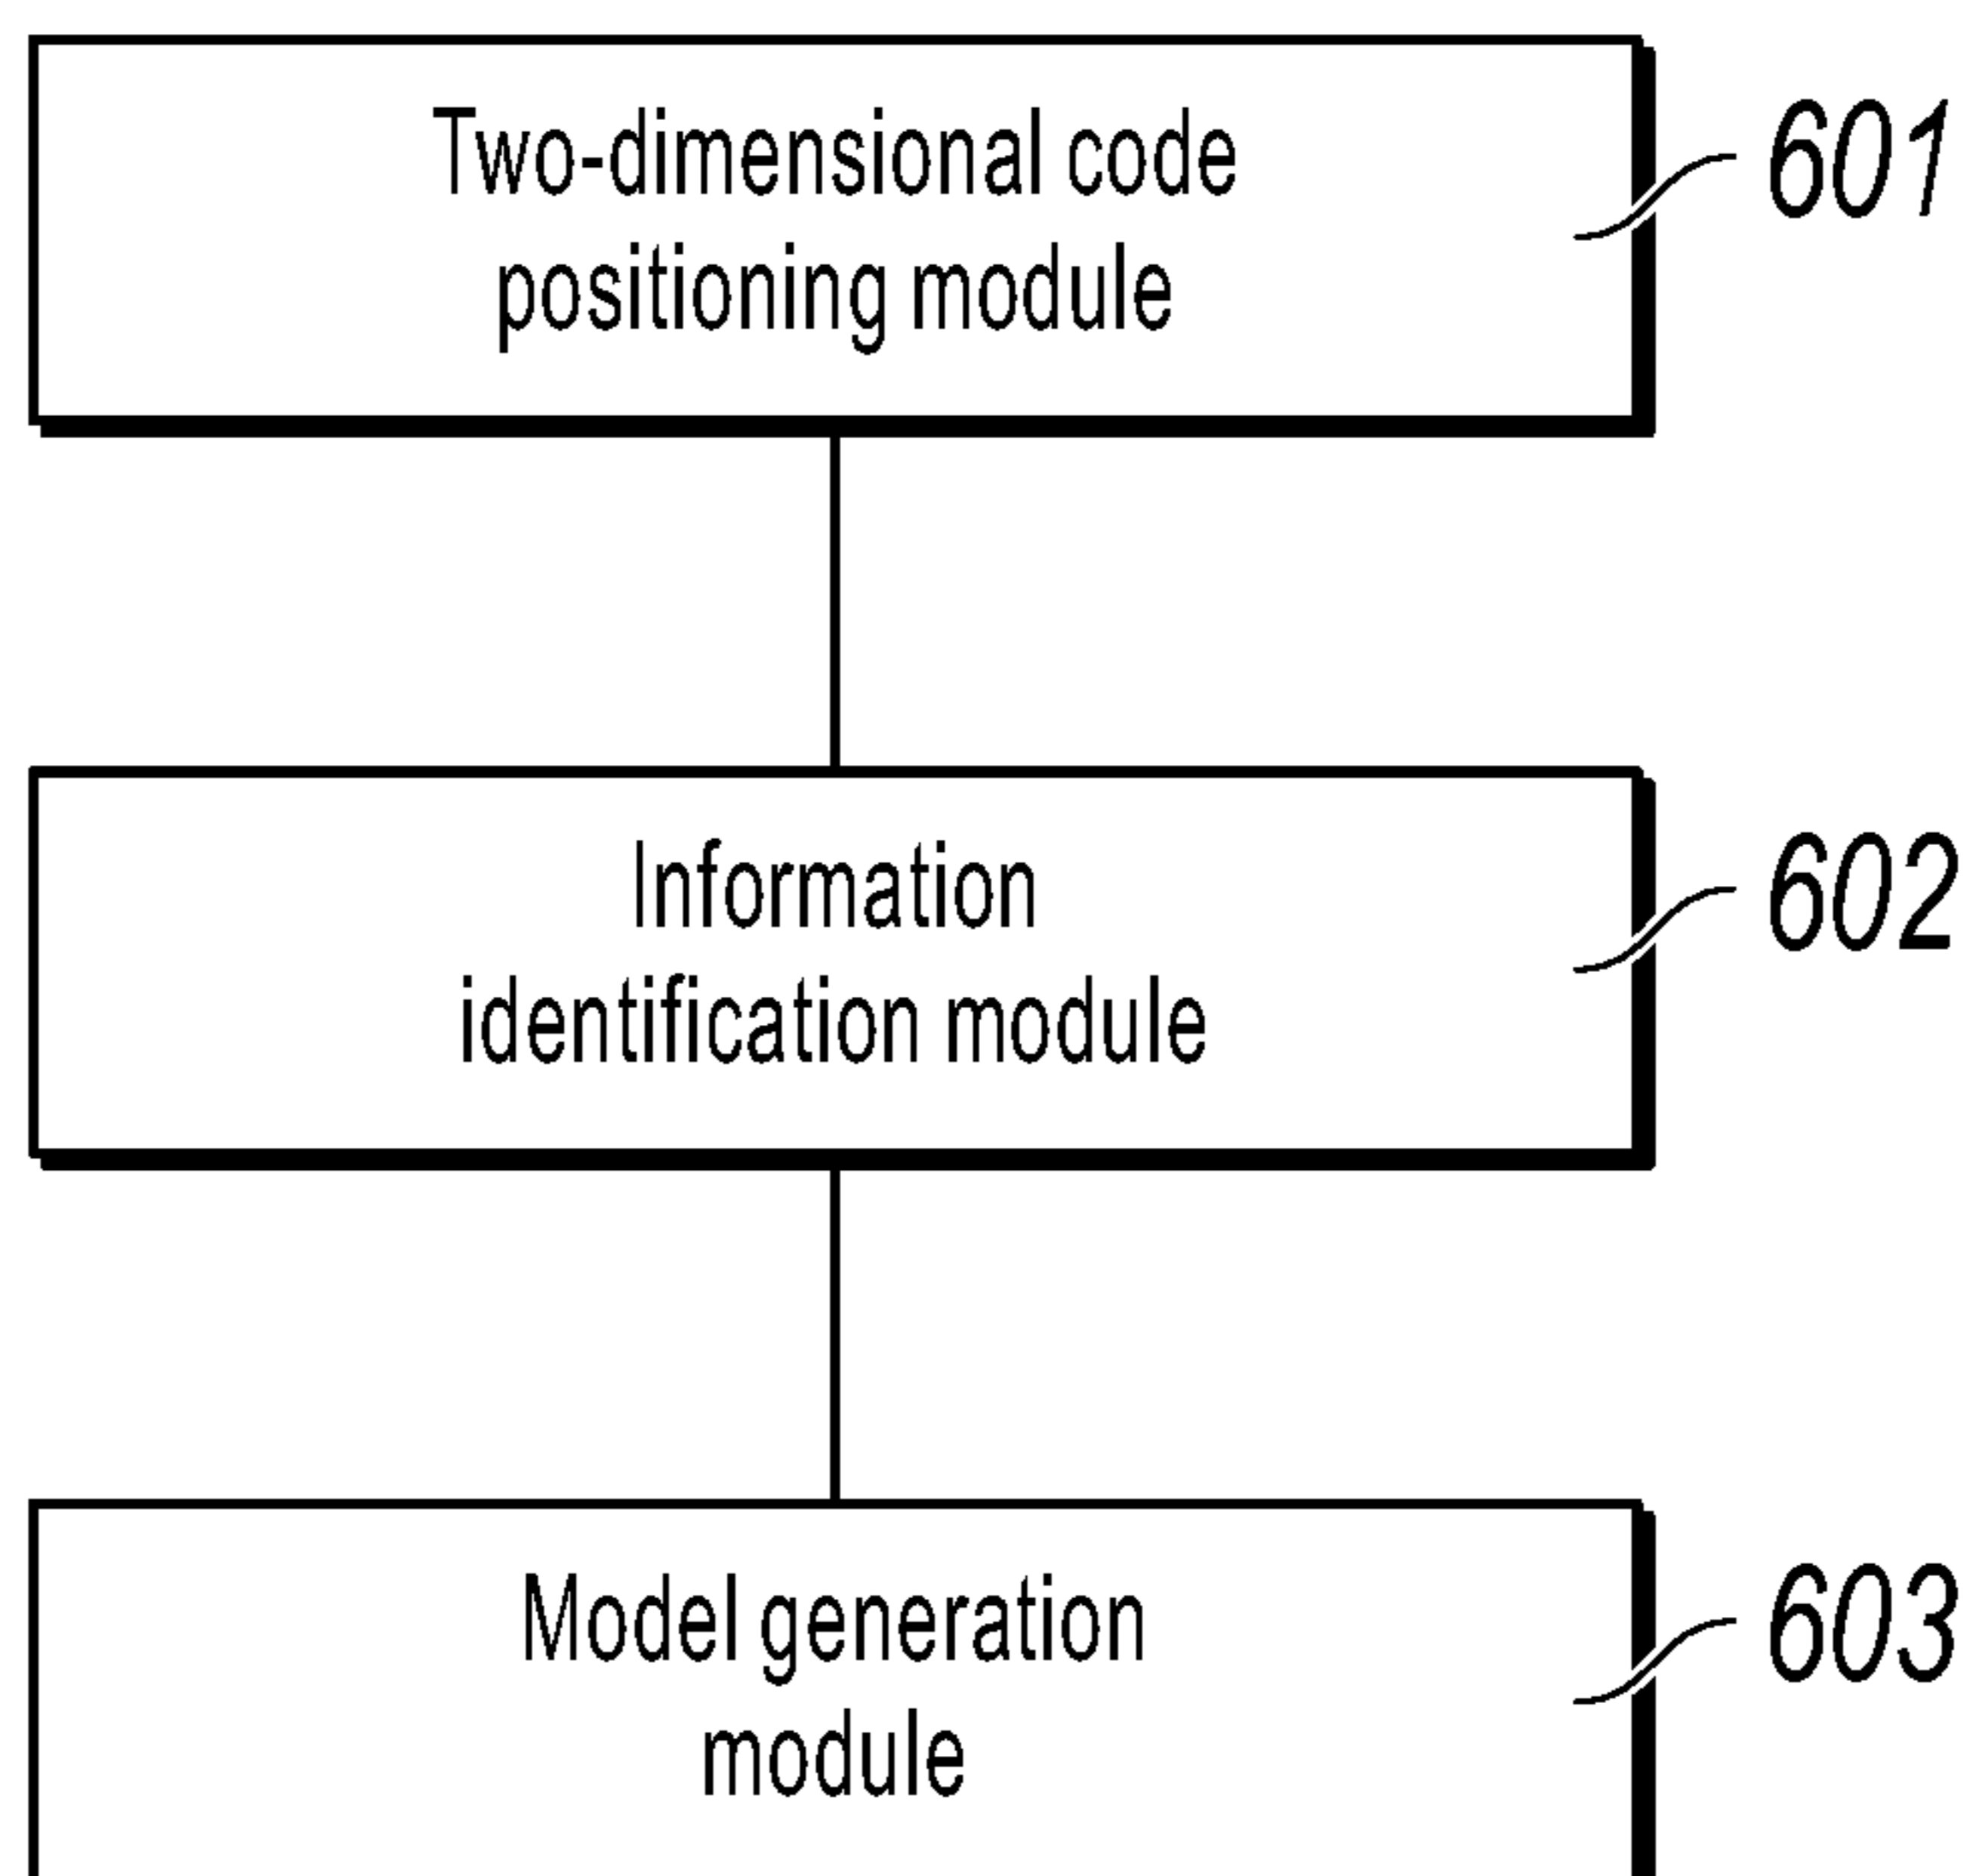 Two-dimensional code
positioning module
601
Information
identification module
602
Model generation
module
603